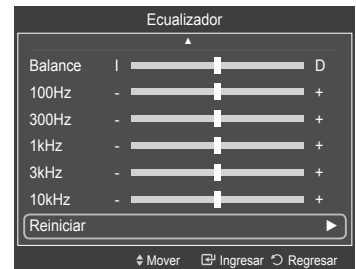 Ecualizador
▲
Balance I D
100Hz - +
300Hz - +
1kHz - +
3kHz - +
10kHz - +
Reiniciar ►
Mover Ingresar Regresar